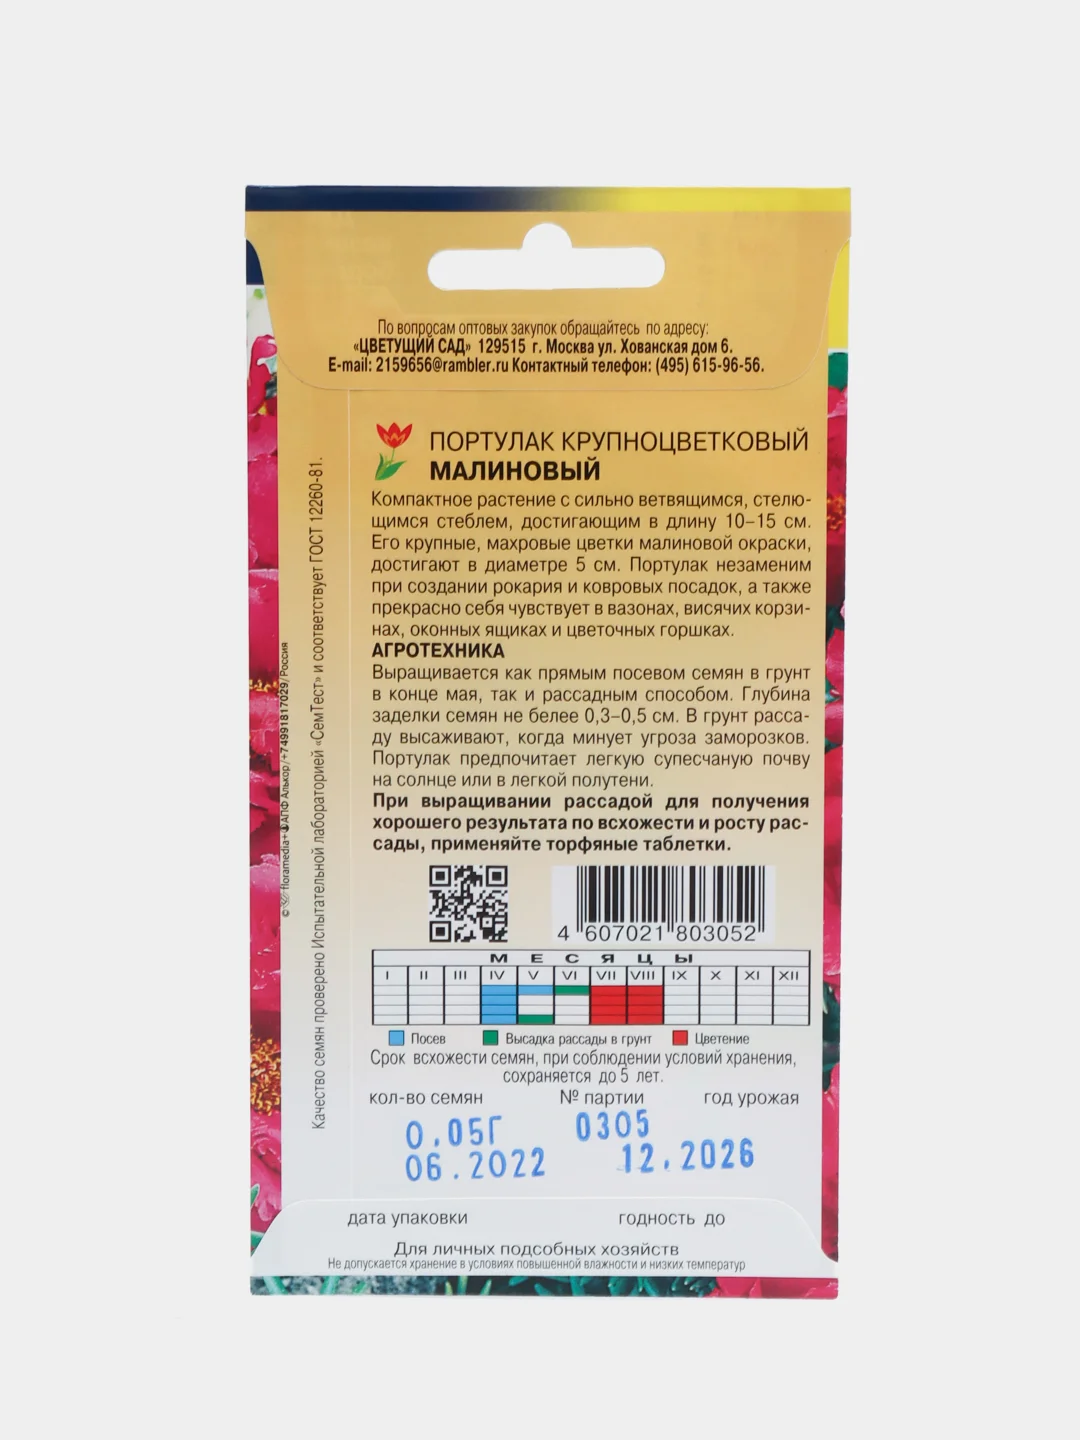 По вопросам оптовых закупок обращайтесь по адресу:
«ЦВЕТУЩИЙ САД» 129515 г. Москва ул. Хованская дом 6.
E-mail: 2159656@rambler.ru Контактный телефон: (495) 615-96-56.
ПОРТУЛАК КРУПНОЦВЕТКОВЫЙ
МАЛИНОВЫЙ
Компактное растение с сильно ветвящимся, стелю-
щимся стеблем, достигающим в длину 10–15 см.
Его крупные, махровые цветки малиновой окраски,
достигают в диаметре 5 см. Портулак незаменим
при создании рокария и ковровых посадок, а также
прекрасно себя чувствует в вазонах, висячих корзи-
нах, оконных ящиках и цветочных горшках.
АГРОТЕХНИКА
Выращивается как прямым посевом семян в грунт
в конце мая, так и рассадным способом. Глубина
заделки семян не более 0,3–0,5 см. В грунт расса-
ду высаживают, когда минует угроза заморозков.
Портулак предпочитает легкую супесчаную почву
на солнце или в легкой полутени.
При выращивании рассадой для получения
хорошего результата по всхожести и росту рас-
сады, применяйте торфяные таблетки.
4 607021 803052
МЕСЯЦЫ
I II III IV V VI VII VIII IX X XI XII
Посев Высадка рассады в грунт Цветение
Срок всхожести семян, при соблюдении условий хранения,
сохраняется до 5 лет.
кол-во семян № партии год урожая
0.05Г 0305
06.2022 12.2026
дата упаковки годность до
Для личных подсобных хозяйств
Не допускается хранение в условиях повышенной влажности и низких температур
Качество семян проверено Испытательной лабораторией «СемТест» и соответствует ГОСТ 12260-81.
© floramedia+©АПФ Алькор/+74991817029/Россия